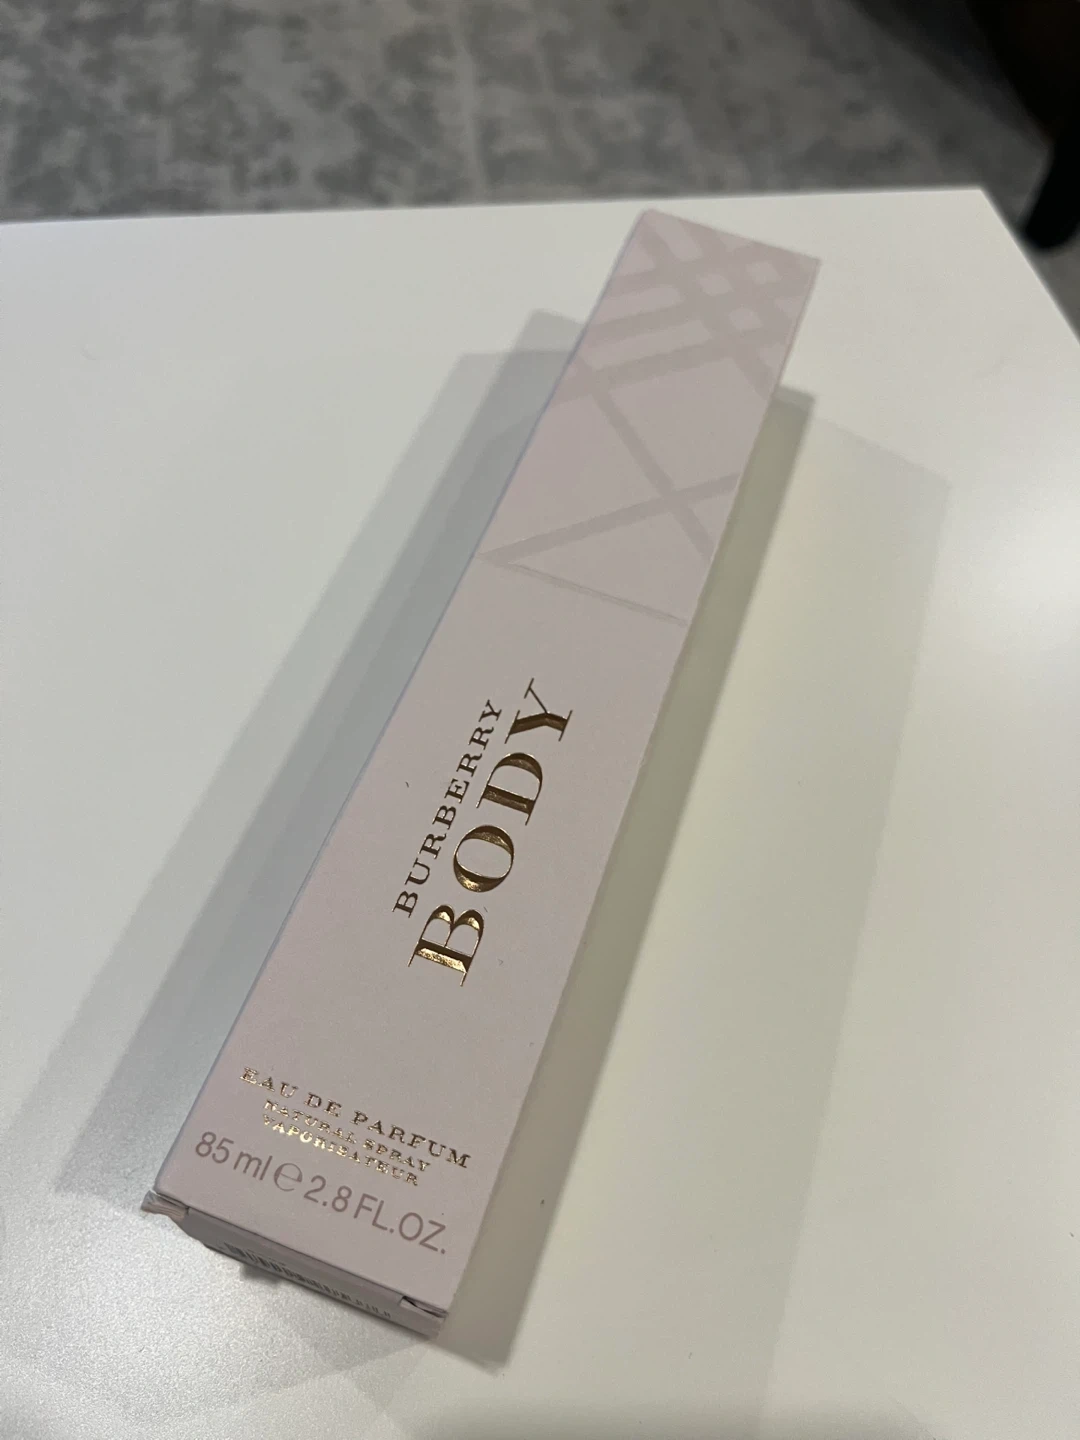 BURBERRY
BODY
EAU DE PARFUM
NATURAL SPRAY
VAPORISATEUR
85 ml ℮ 2.8 FL.OZ.